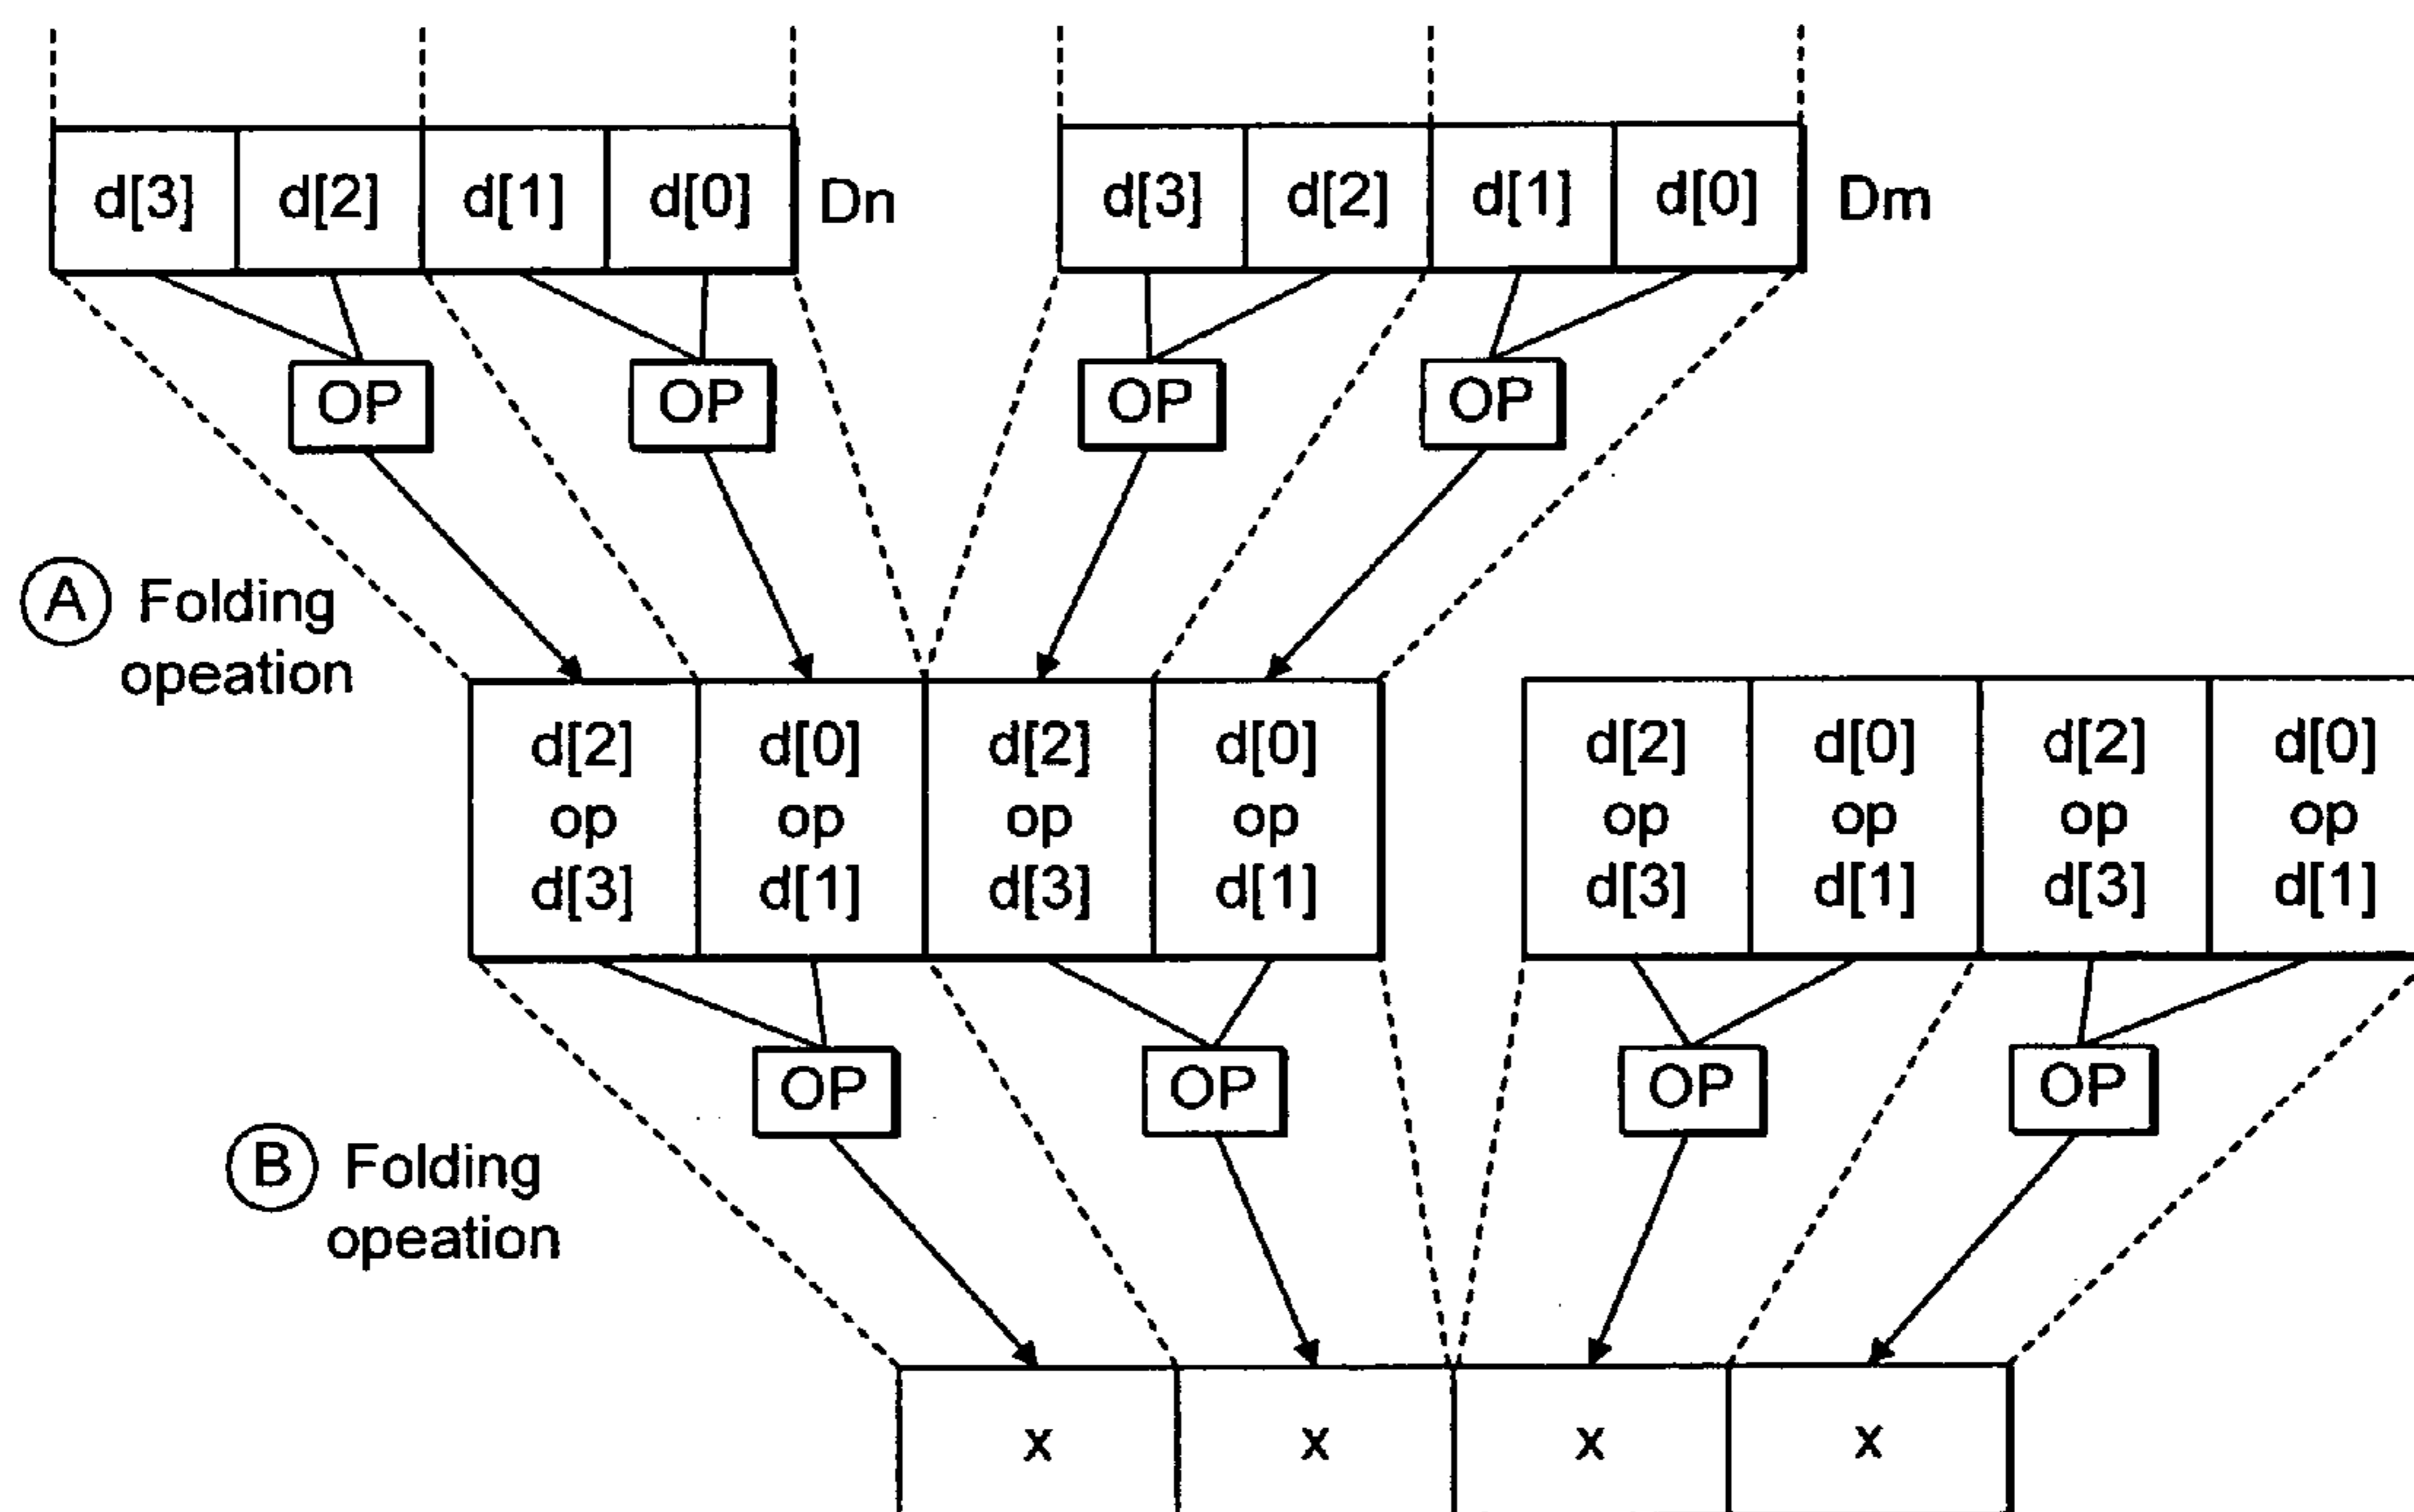 d[3] d[2] d[1] d[0] Dn d[3] d[2] d[1] d[0] Dm
OP OP OP OP
A Folding
opeation
d[2] d[0] d[2] d[0] d[2] d[0] d[2] d[0]
op op op op op op op op
d[3] d[1] d[3] d[1] d[3] d[1] d[3] d[1]
OP OP OP OP
B Folding
opeation
x x x x